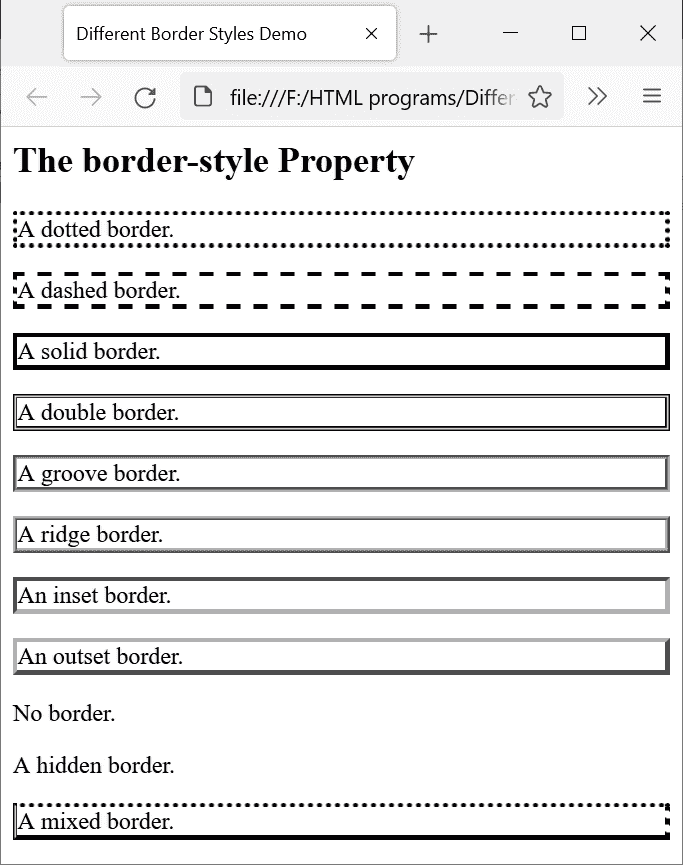 Different Border Styles Demo
file:///F:/HTML programs/Differ
The border-style Property
A dotted border.
A dashed border.
A solid border.
A double border.
A groove border.
A ridge border.
An inset border.
An outset border.
No border.
A hidden border.
A mixed border.